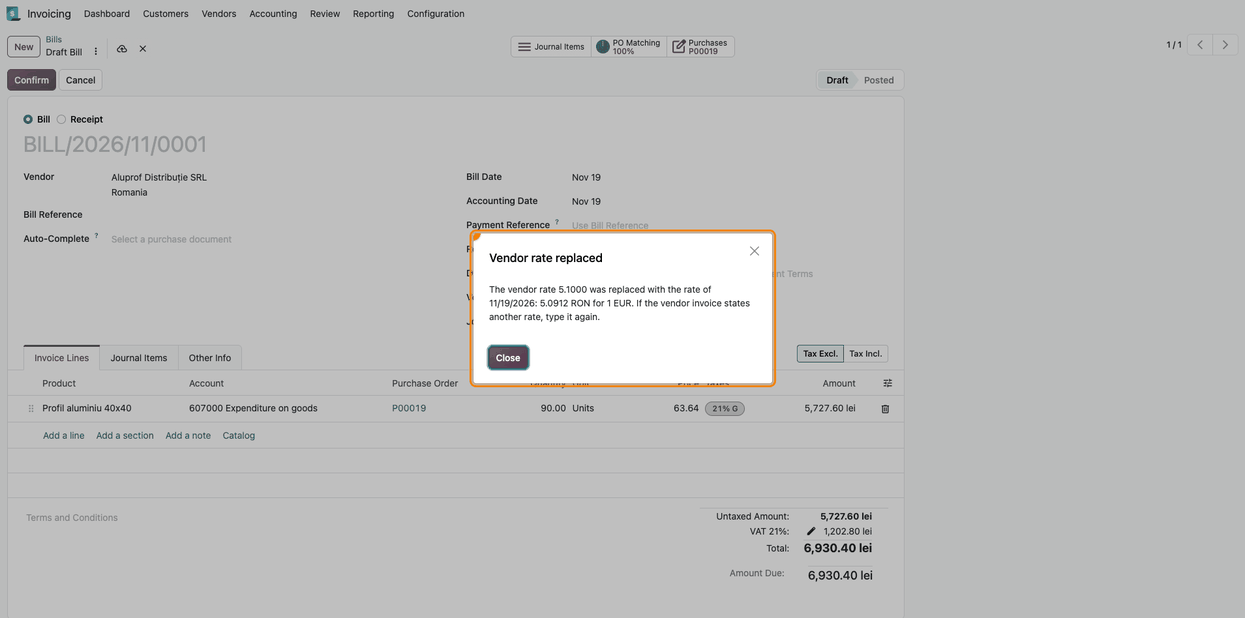 Invoicing Dashboard Customers Vendors Accounting Review Reporting Configuration
New
Bills
Draft Bill
Journal Items
PO Matching
100%
Purchases
P00019
1 / 1
Confirm Cancel
Draft Posted
Bill Receipt
BILL/2026/11/0001
Vendor Aluprof Distribuție SRL
Romania
Bill Reference
Auto-Complete ? Select a purchase document
Bill Date Nov 19
Accounting Date Nov 19
Payment Reference ? Use Bill Reference
Terms
Vendor rate replaced
The vendor rate 5.1000 was replaced with the rate of
11/19/2026: 5.0912 RON for 1 EUR. If the vendor invoice states
another rate, type it again.
Close
Invoice Lines Journal Items Other Info
Tax Excl. Tax Incl.
Product Account Purchase Order Quantity Unit Price Taxes Amount
Profil aluminiu 40x40 607000 Expenditure on goods P00019 90.00 Units 63.64 21% G 5,727.60 lei
Add a line Add a section Add a note Catalog
Terms and Conditions
Untaxed Amount: 5,727.60 lei
VAT 21%: 1,202.80 lei
Total: 6,930.40 lei
Amount Due: 6,930.40 lei